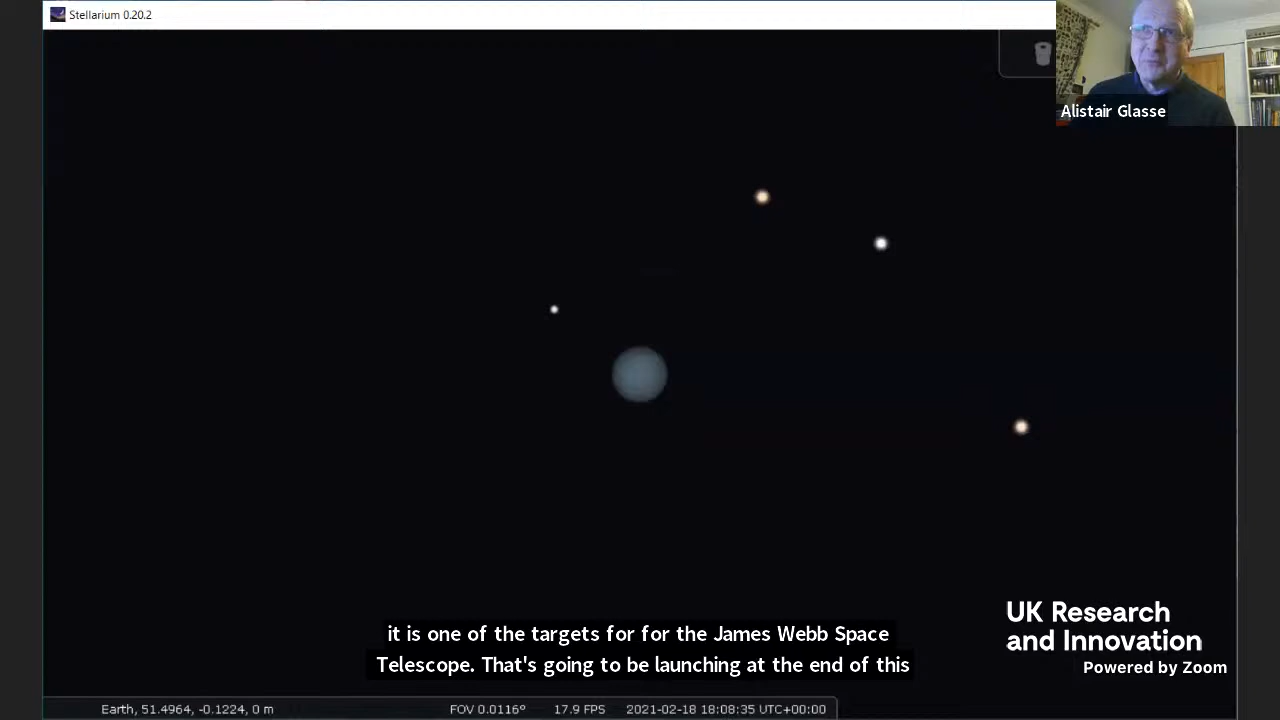 Stellarium 0.20.2
Alistair Glasse
it is one of the targets for for the James Webb Space
Telescope. That's going to be launching at the end of this
UK Research
and Innovation
Powered by Zoom
Earth, 51.4964, -0.1224, 0 m FOV 0.0116° 17.9 FPS 2021-02-18 18:08:35 UTC+00:00